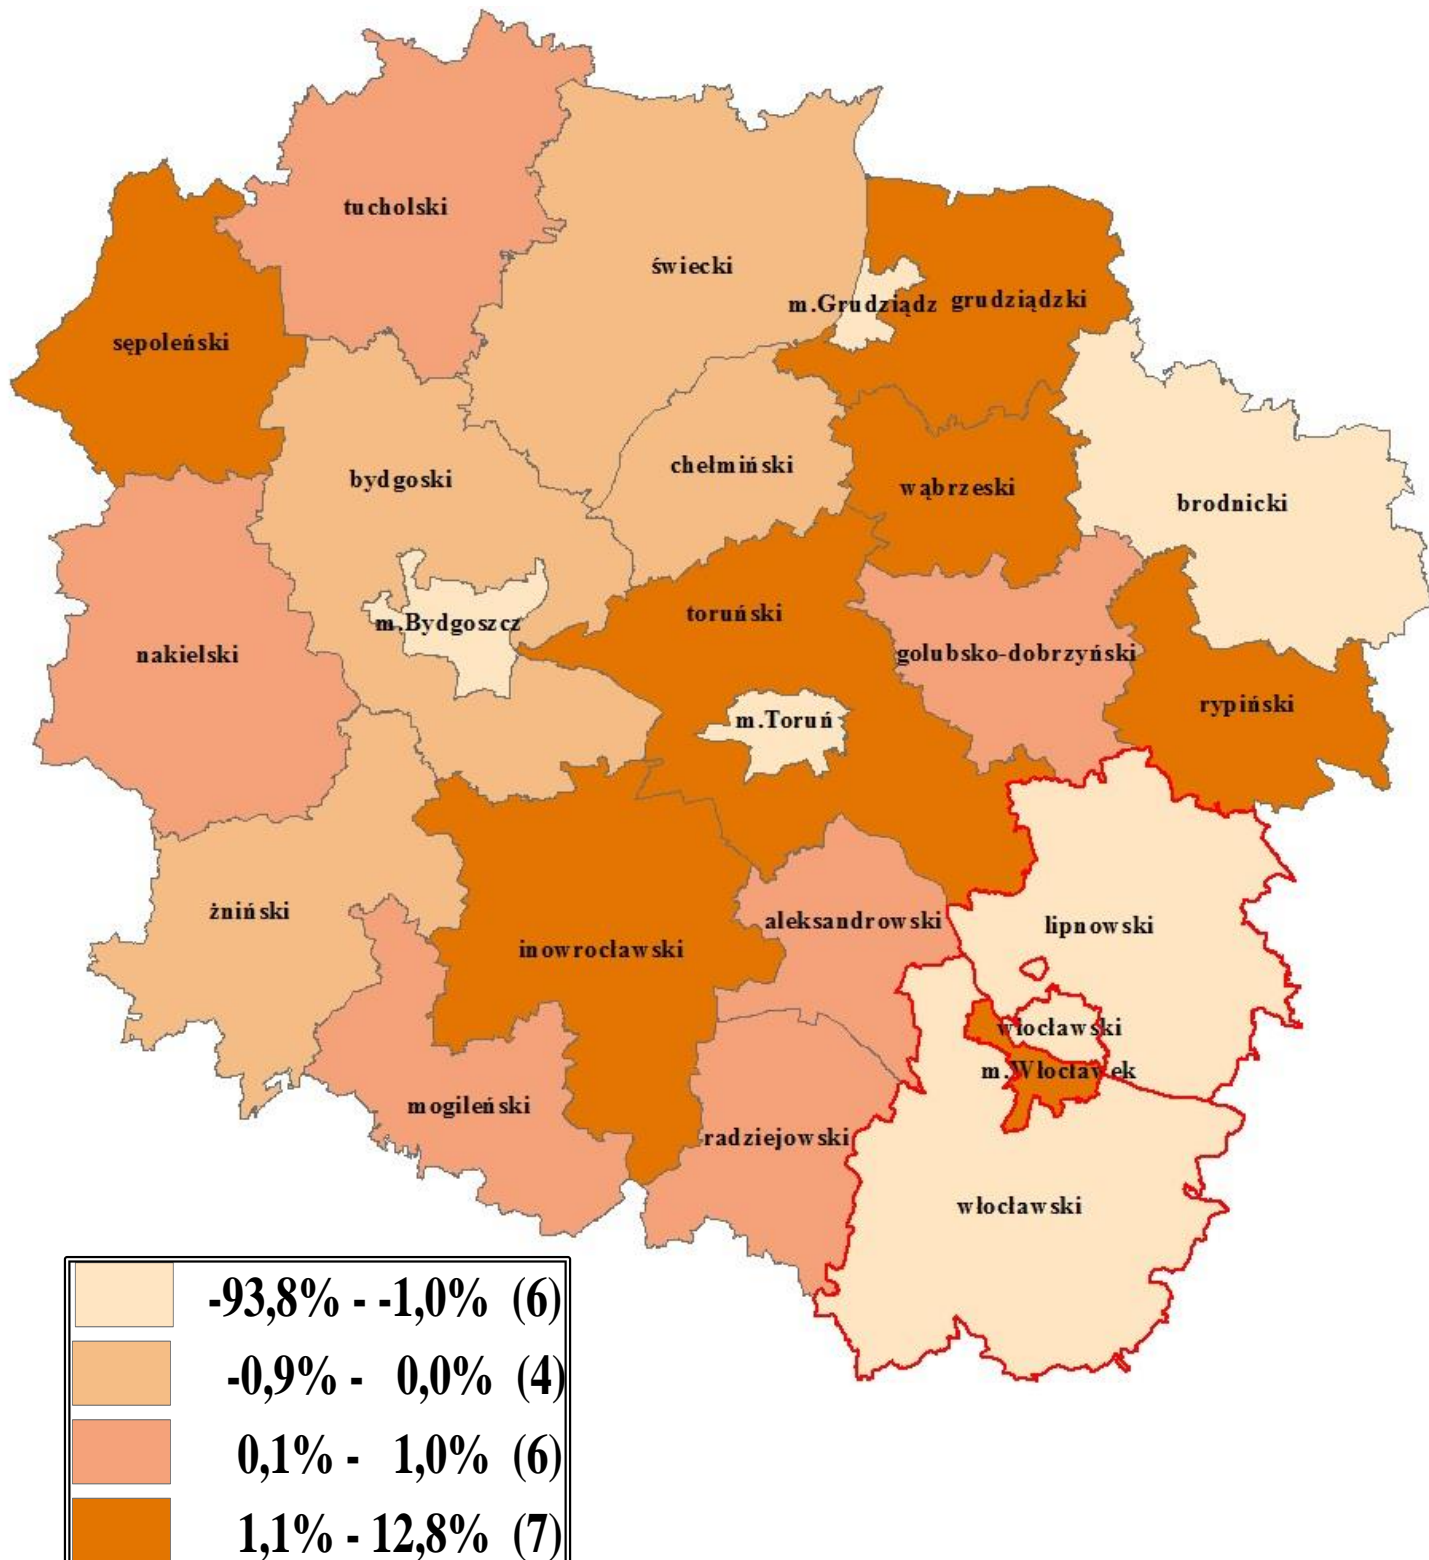 tucholski
świecki
m.Grudziądz
grudziądzki
sępoleński
chełmiński
bydgoski
wąbrzeski
brodnicki
toruński
m.Bydgoszcz
nakielski
golubsko-dobrzyński
rypiński
m.Toruń
żniński
aleksandrowski
lipnowski
inowrocławski
włocławski
m.Włocławek
mogileński
radziejowski
włocławski
-93,8% - -1,0% (6)
-0,9% - 0,0% (4)
0,1% - 1,0% (6)
1,1% - 12,8% (7)